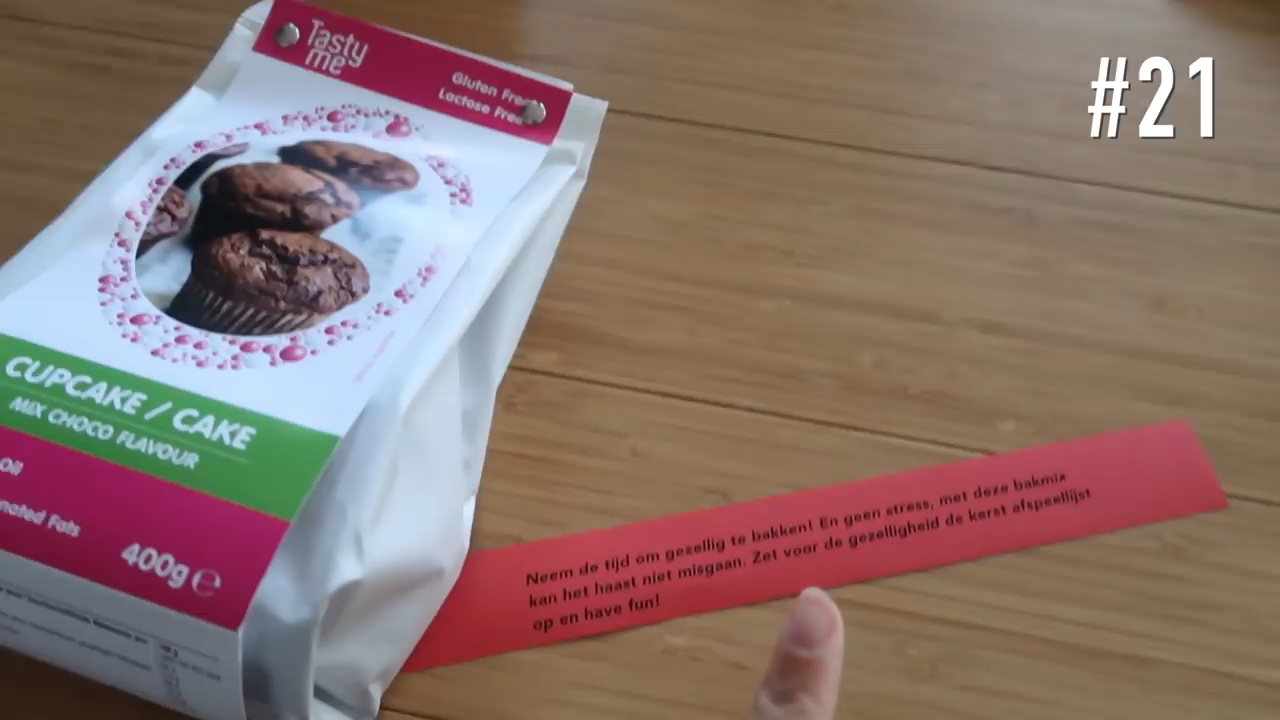 #21
Tasty
me
Gluten Free
Lactose Free
CUPCAKE / CAKE
MIX CHOCO FLAVOUR
Oil
Fats
400g ℮
Neem de tijd om gezellig te bakken! En geen stress, met deze bakmix
kan het haast niet misgaan. Zet voor de gezelligheid de kerst afspeellijst
op en have fun!